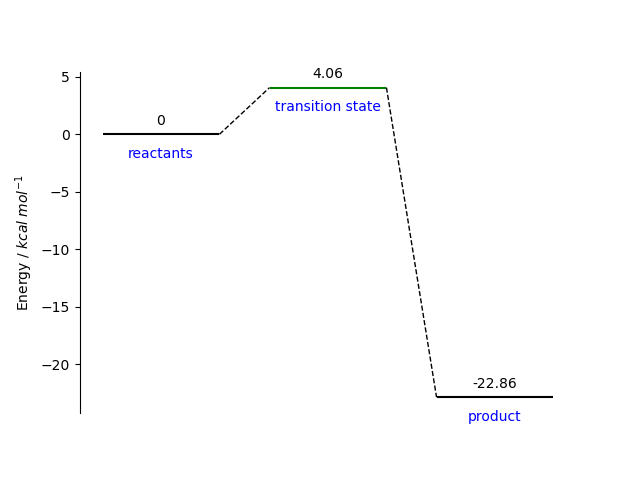 5
4.06
transition state
0
0
reactants
−5
−10
−15
−20
Energy / kcal mol⁻¹
-22.86
product